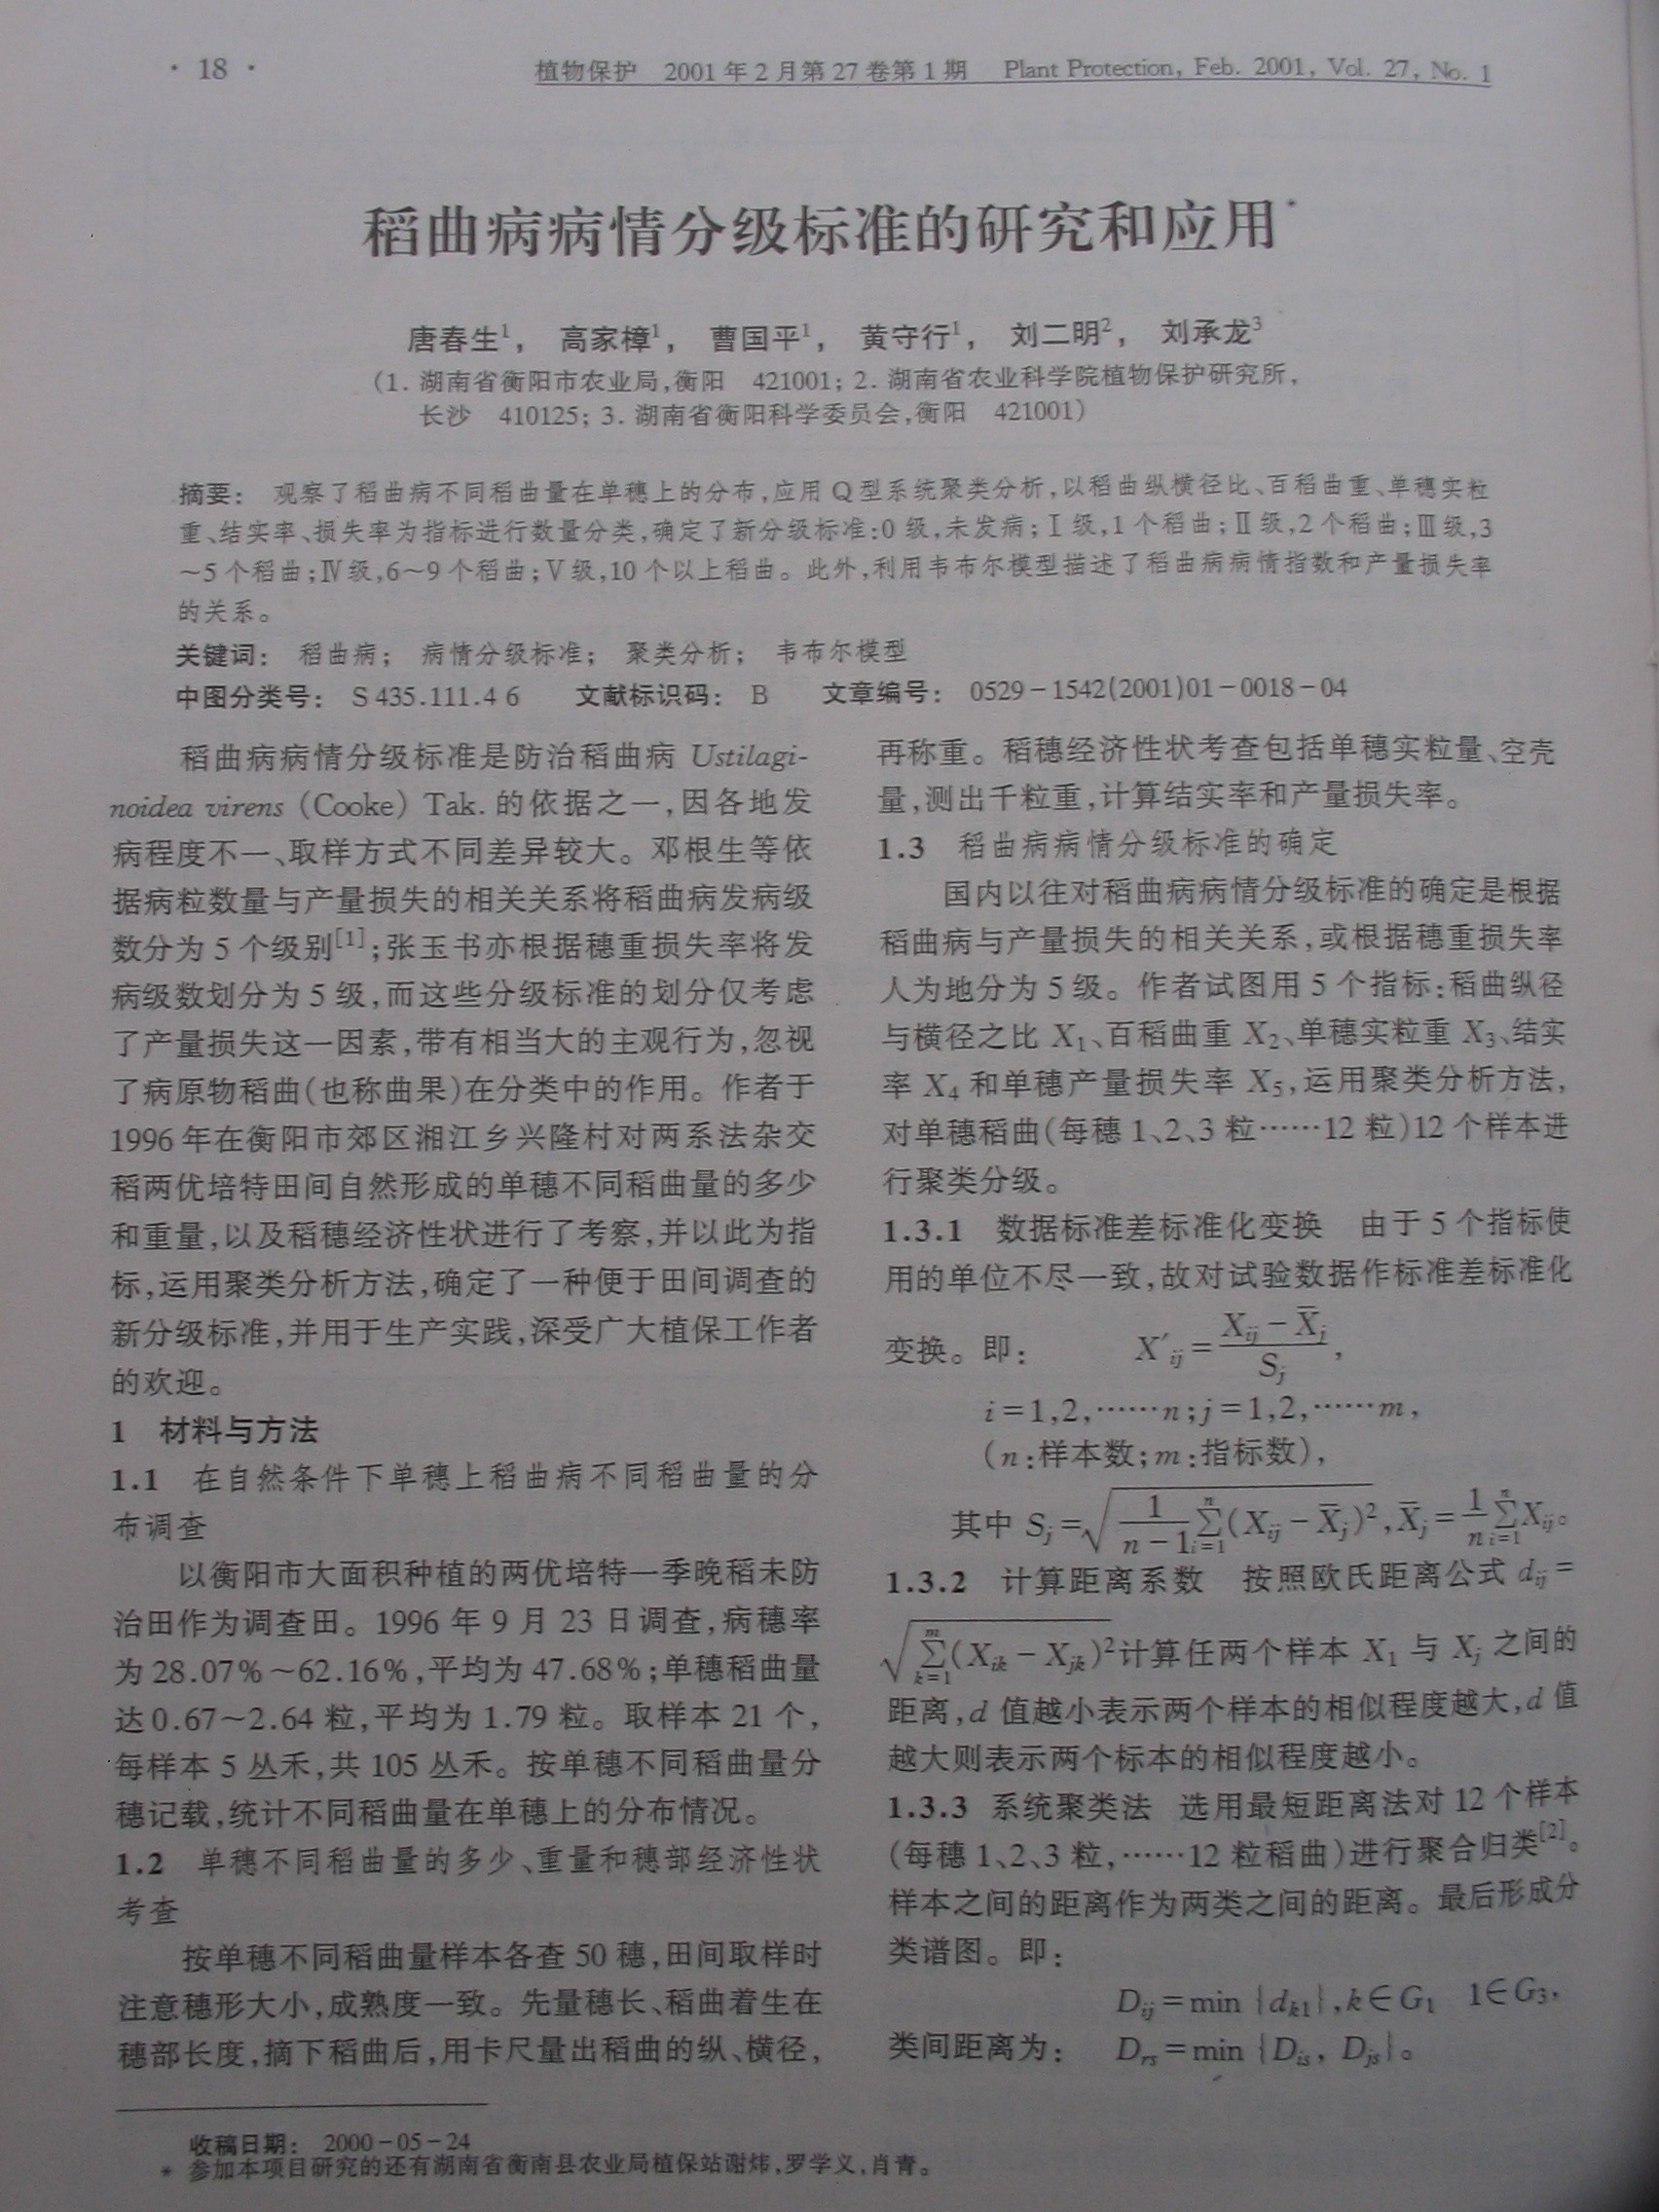 · 18 ·
植物保护 2001年2月第27卷第1期 Plant Protection, Feb. 2001, Vol. 27, No. 1
稻曲病病情分级标准的研究和应用*
唐春生1, 高家樟1, 曹国平1, 黄守行1, 刘二明2, 刘承龙3
(1. 湖南省衡阳市农业局,衡阳 421001; 2. 湖南省农业科学院植物保护研究所,
长沙 410125; 3. 湖南省衡阳科学委员会,衡阳 421001)
摘要: 观察了稻曲病不同稻曲量在单穗上的分布,应用Q型系统聚类分析,以稻曲纵横径比、百稻曲重、单穗实粒
重、结实率、损失率为指标进行数量分类,确定了新分级标准:0级,未发病;Ⅰ级,1个稻曲;Ⅱ级,2个稻曲;Ⅲ级,3
~5个稻曲;Ⅳ级,6~9个稻曲;Ⅴ级,10个以上稻曲。此外,利用韦布尔模型描述了稻曲病病情指数和产量损失率
的关系。
关键词: 稻曲病; 病情分级标准; 聚类分析; 韦布尔模型
中图分类号: S 435.111.4 6 文献标识码: B 文章编号: 0529-1542(2001)01-0018-04
稻曲病病情分级标准是防治稻曲病 Ustilagi-
noidea virens (Cooke) Tak. 的依据之一,因各地发
病程度不一、取样方式不同差异较大。邓根生等依
据病粒数量与产量损失的相关关系将稻曲病发病级
数分为5个级别[1];张玉书亦根据穗重损失率将发
病级数划分为5级,而这些分级标准的划分仅考虑
了产量损失这一因素,带有相当大的主观行为,忽视
了病原物稻曲(也称曲果)在分类中的作用。作者于
1996年在衡阳市郊区湘江乡兴隆村对两系法杂交
稻两优培特田间自然形成的单穗不同稻曲量的多少
和重量,以及稻穗经济性状进行了考察,并以此为指
标,运用聚类分析方法,确定了一种便于田间调查的
新分级标准,并用于生产实践,深受广大植保工作者
的欢迎。
1 材料与方法
1.1 在自然条件下单穗上稻曲病不同稻曲量的分
布调查
以衡阳市大面积种植的两优培特一季晚稻未防
治田作为调查田。1996年9月23日调查,病穗率
为28.07%~62.16%,平均为47.68%;单穗稻曲量
达0.67~2.64粒,平均为1.79粒。取样本21个,
每样本5丛禾,共105丛禾。按单穗不同稻曲量分
穗记载,统计不同稻曲量在单穗上的分布情况。
1.2 单穗不同稻曲量的多少、重量和穗部经济性状
考查
按单穗不同稻曲量样本各查50穗,田间取样时
注意穗形大小,成熟度一致。先量穗长、稻曲着生在
穗部长度,摘下稻曲后,用卡尺量出稻曲的纵、横径,
再称重。稻穗经济性状考查包括单穗实粒量、空壳
量,测出千粒重,计算结实率和产量损失率。
1.3 稻曲病病情分级标准的确定
国内以往对稻曲病病情分级标准的确定是根据
稻曲病与产量损失的相关关系,或根据穗重损失率
人为地分为5级。作者试图用5个指标:稻曲纵径
与横径之比 X1、百稻曲重 X2、单穗实粒重 X3、结实
率 X4 和单穗产量损失率 X5,运用聚类分析方法,
对单穗稻曲(每穗1、2、3粒……12粒)12个样本进
行聚类分级。
1.3.1 数据标准差标准化变换 由于5个指标使
用的单位不尽一致,故对试验数据作标准差标准化
变换。即: X′ij = (Xij − X̄j)/Sj,
i=1,2,……n;j=1,2,……m,
(n:样本数;m:指标数),
其中 Sj = √(1/(n−1) Σ(i=1→n)(Xij − X̄j)²), X̄j = 1/n Σ(i=1→n)Xij。
1.3.2 计算距离系数 按照欧氏距离公式 dij =
√(Σ(k=1→m)(Xik − Xjk)²)计算任两个样本 X1 与 Xj 之间的
距离,d 值越小表示两个样本的相似程度越大,d 值
越大则表示两个标本的相似程度越小。
1.3.3 系统聚类法 选用最短距离法对12个样本
(每穗1、2、3粒,……12粒稻曲)进行聚合归类[2]。
样本之间的距离作为两类之间的距离。最后形成分
类谱图。即:
Dij = min {dk1}, k∈G1 1∈G3,
类间距离为: Drs = min {Dis, Djs}。
收稿日期: 2000-05-24
* 参加本项目研究的还有湖南省衡南县农业局植保站谢炜,罗学义,肖青。